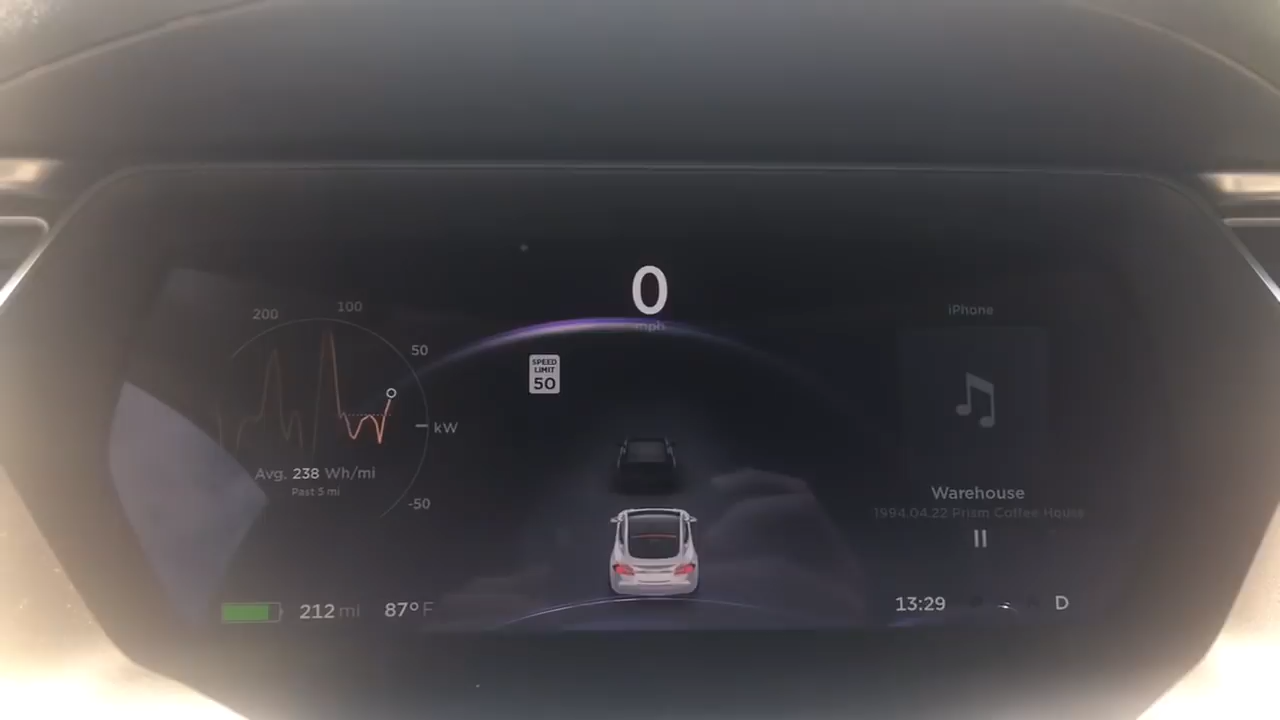 0
mph
200
100
50
kW
-50
Avg. 238 Wh/mi
Past 5 mi
SPEED
LIMIT
50
iPhone
Warehouse
1994.04.22 Prism Coffee House
212 mi
87° F
13:29
D